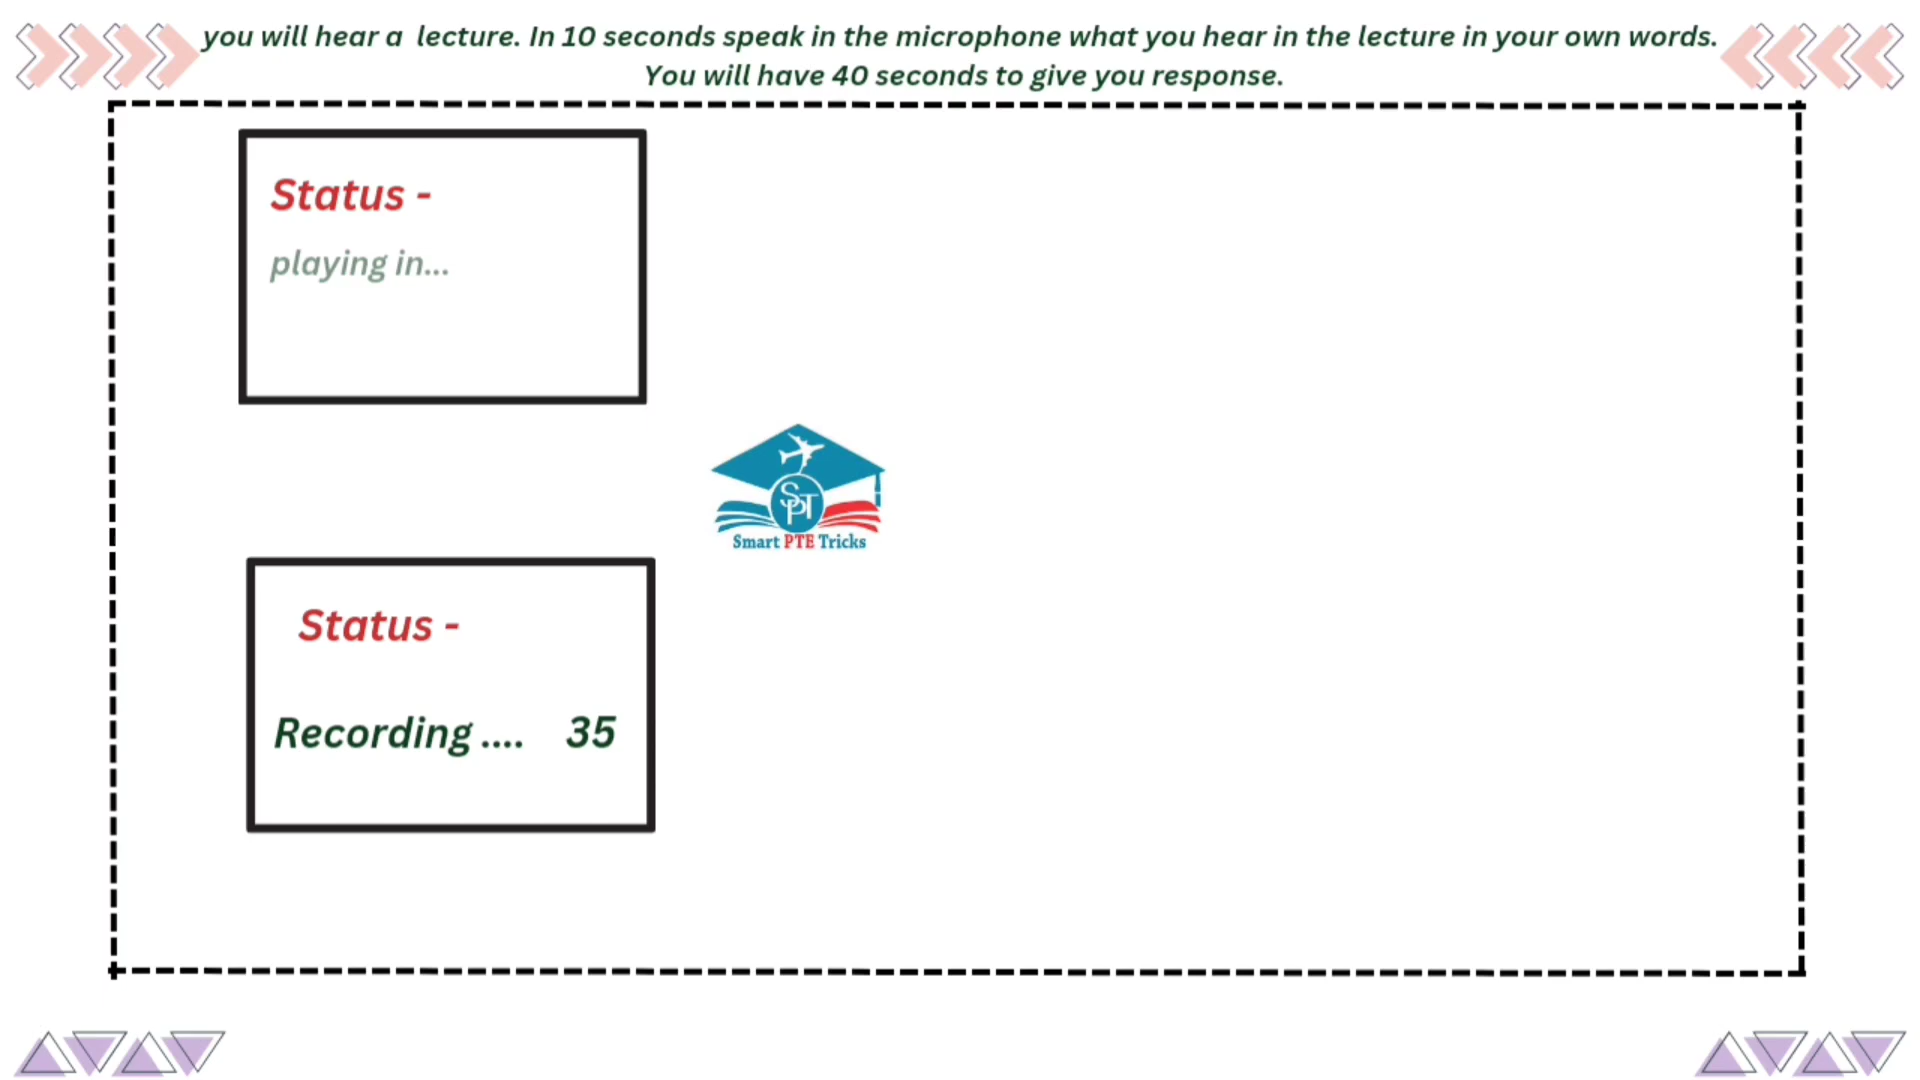 you will hear a lecture. In 10 seconds speak in the microphone what you hear in the lecture in your own words.
You will have 40 seconds to give you response.
Status -
playing in...
SPT
Smart PTE Tricks
Status -
Recording .... 35